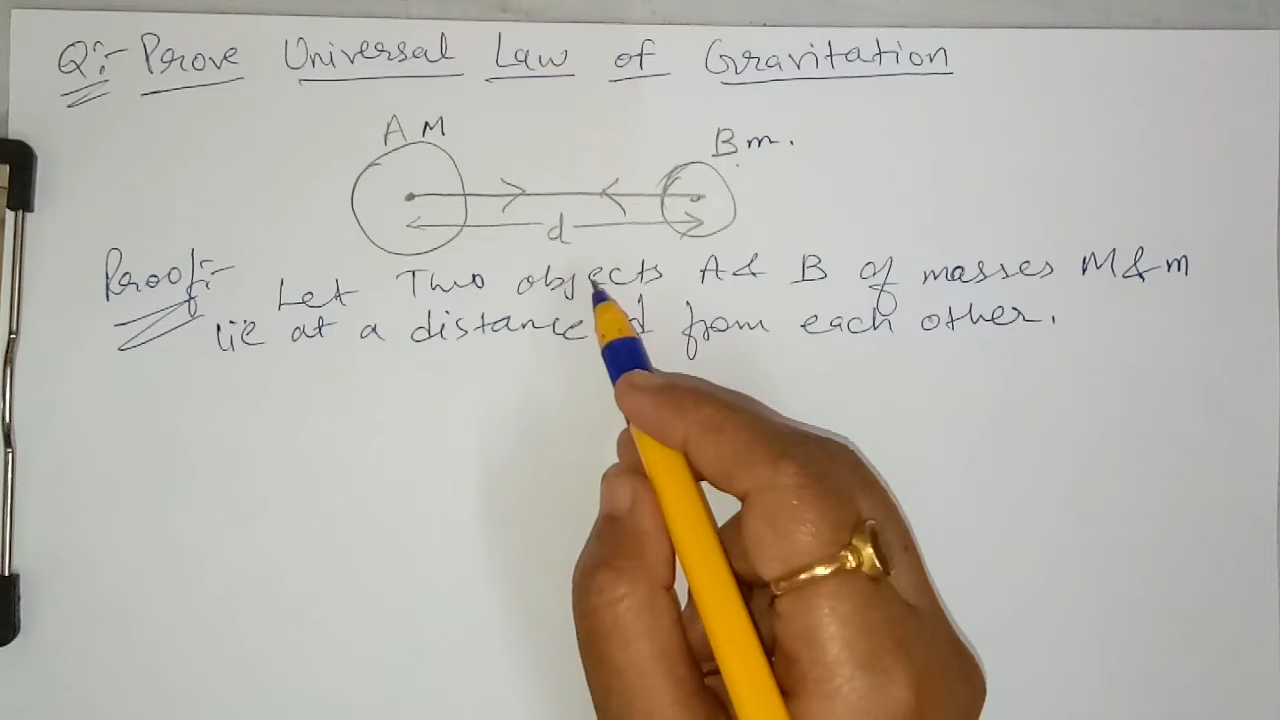 Q:- Prove Universal Law of Gravitation
A M
B m.
d
Proof:- Let Two objects A & B of masses M & m
lie at a distance d from each other.